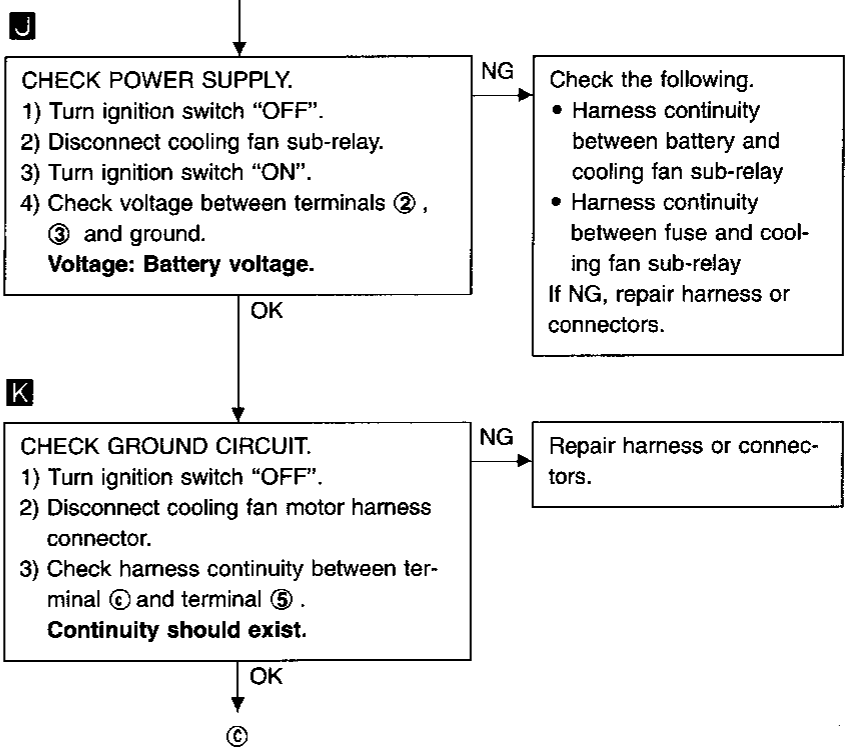 J
CHECK POWER SUPPLY.
1) Turn ignition switch “OFF”.
2) Disconnect cooling fan sub-relay.
3) Turn ignition switch “ON”.
4) Check voltage between terminals ②,
③ and ground.
Voltage: Battery voltage.
NG
Check the following.
• Harness continuity
between battery and
cooling fan sub-relay
• Harness continuity
between fuse and cool-
ing fan sub-relay
If NG, repair harness or
connectors.
OK
K
CHECK GROUND CIRCUIT.
1) Turn ignition switch “OFF”.
2) Disconnect cooling fan motor harness
connector.
3) Check harness continuity between ter-
minal ⓒ and terminal ⑤.
Continuity should exist.
NG
Repair harness or connec-
tors.
OK
Ⓒ